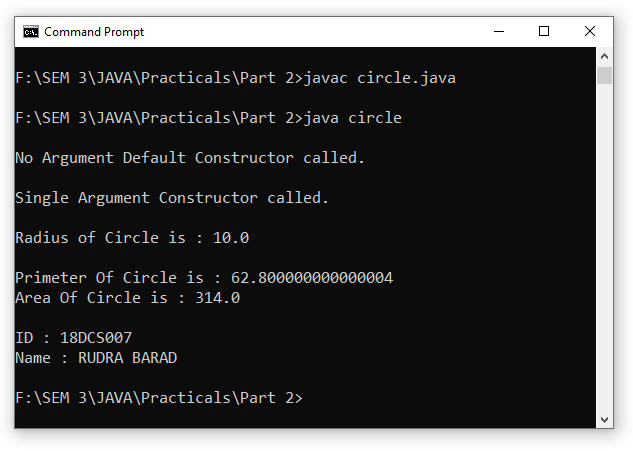 Command Prompt
F:\SEM 3\JAVA\Practicals\Part 2>javac circle.java
F:\SEM 3\JAVA\Practicals\Part 2>java circle
No Argument Default Constructor called.
Single Argument Constructor called.
Radius of Circle is : 10.0
Primeter Of Circle is : 62.800000000000004
Area Of Circle is : 314.0
ID : 18DCS007
Name : RUDRA BARAD
F:\SEM 3\JAVA\Practicals\Part 2>